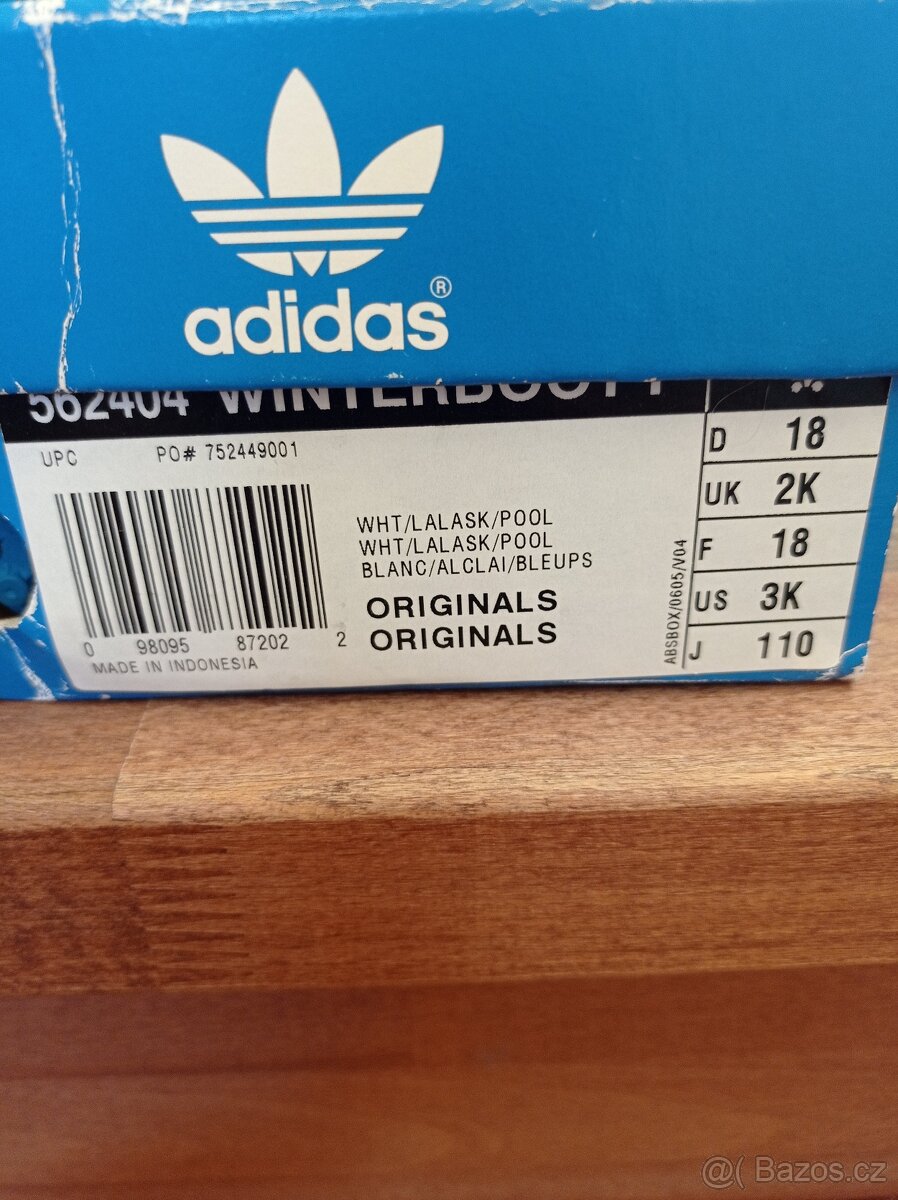 adidas®
562404 WINTERBOOTY
UPC PO# 752449001
WHT/LALASK/POOL
WHT/LALASK/POOL
BLANC/ALCLAI/BLEUPS
ORIGINALS
ORIGINALS
0 98095 87202 2
MADE IN INDONESIA
ABSBOX/0605/V04
D 18
UK 2K
F 18
US 3K
J 110
@( Bazos.cz